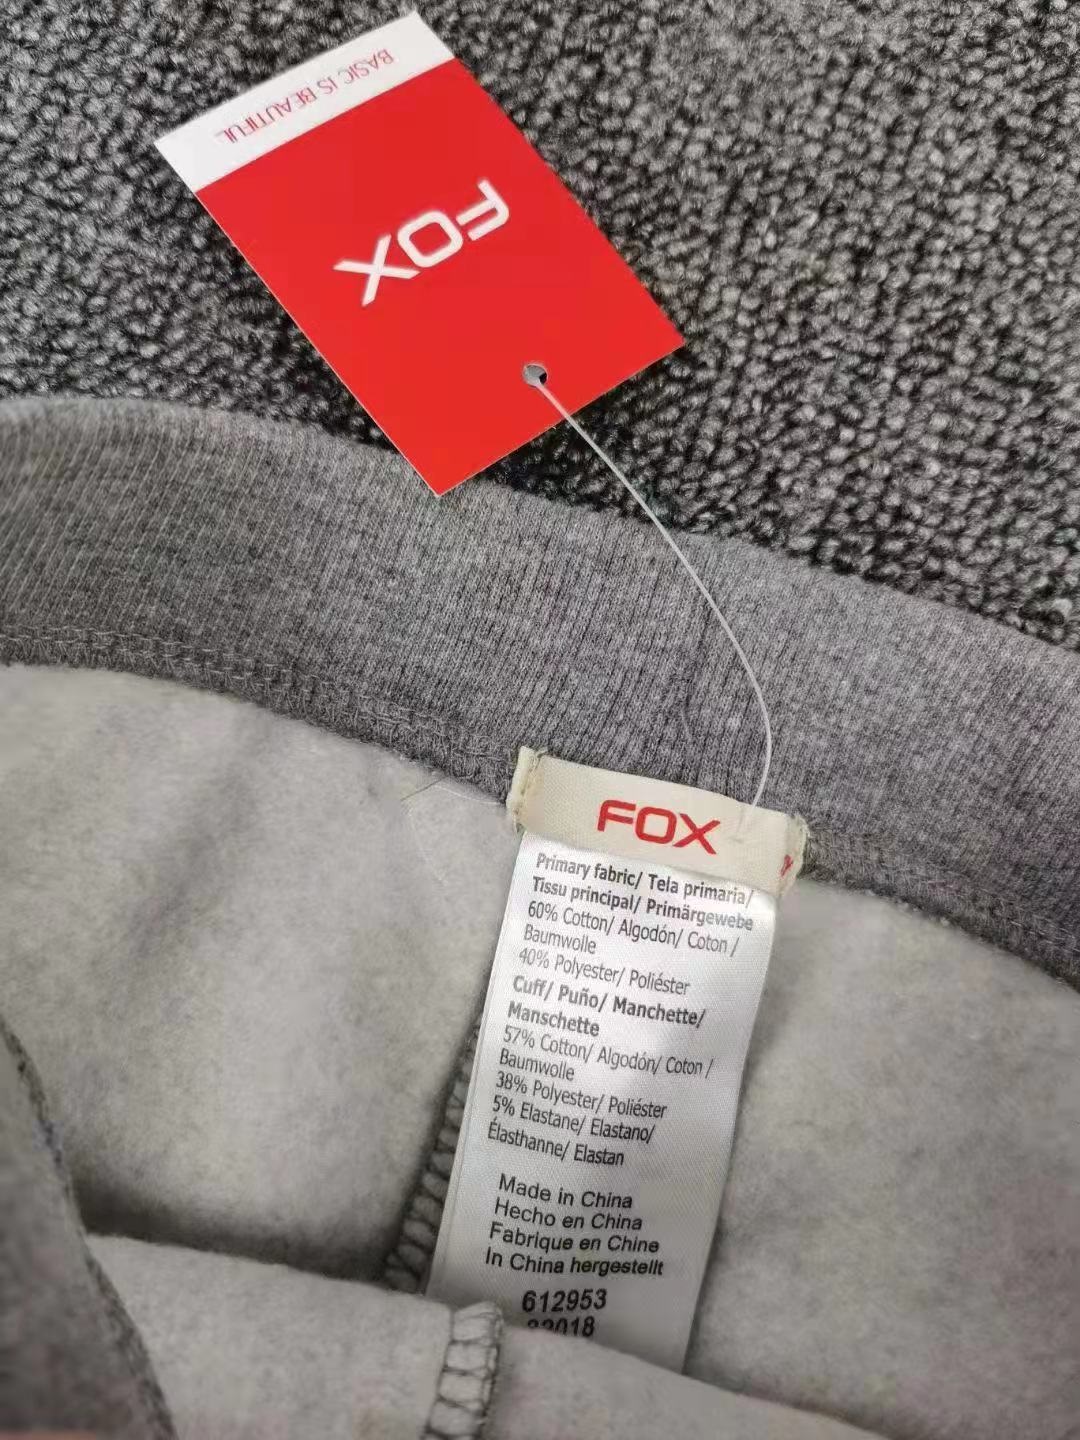 BASIC IS BEAUTIFUL
FOX
FOX
Primary fabric/ Tela primaria/
Tissu principal/ Primärgewebe
60% Cotton/ Algodón/ Coton /
Baumwolle
40% Polyester/ Poliéster
Cuff/ Puño/ Manchette/
Manschette
57% Cotton/ Algodón/ Coton /
Baumwolle
38% Polyester/ Poliéster
5% Elastane/ Elastano/
Élasthanne/ Elastan
Made in China
Hecho en China
Fabrique en Chine
In China hergestellt
612953